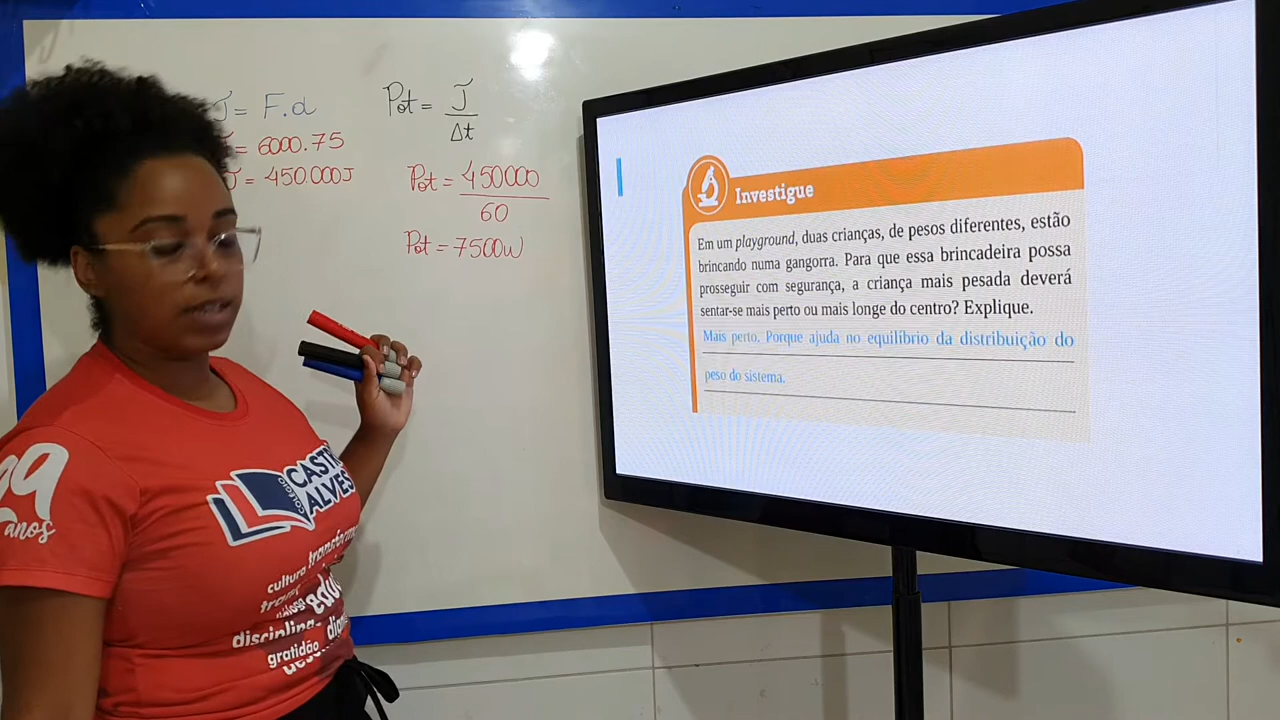 J = F.d
= 6000.75
J = 450.000J
Pot = J
Δt
Pot = 450000
60
Pot = 7500W
Investigue
Em um playground, duas crianças, de pesos diferentes, estão
brincando numa gangorra. Para que essa brincadeira possa
prosseguir com segurança, a criança mais pesada deverá
sentar-se mais perto ou mais longe do centro? Explique.
Mais perto. Porque ajuda no equilíbrio da distribuição do
peso do sistema.
anos
COLÉGIO
CASTR
ALVES
cultura transforma
disciplina
gratidão